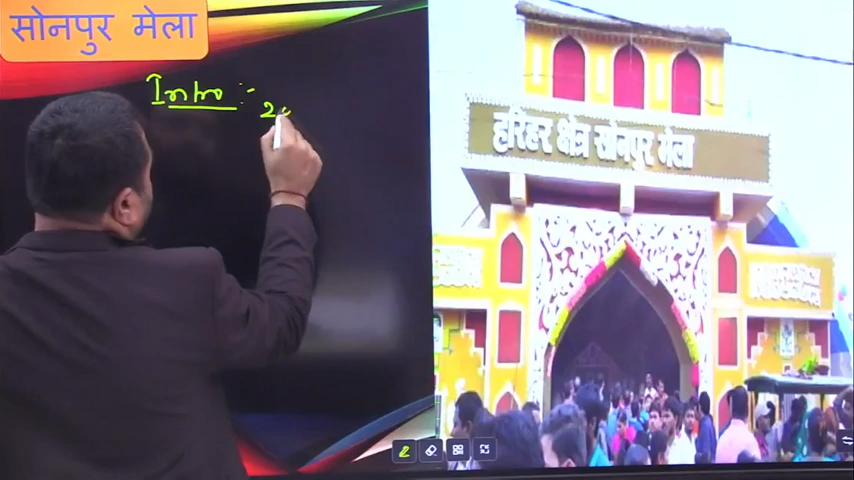 सोनपुर मेला
Intro :-
हरिहर क्षेत्र सोनपुर मेला